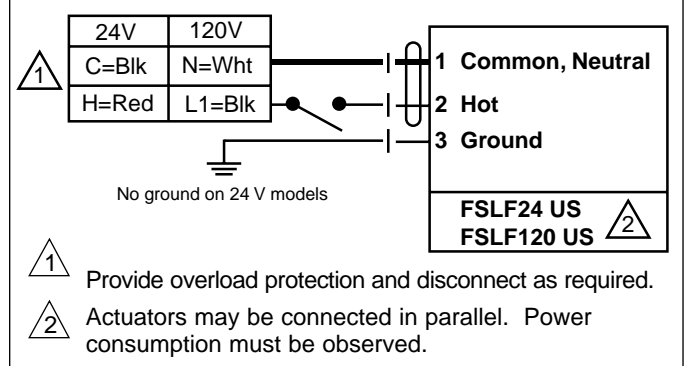 24V 120V
1 C=Blk N=Wht 1 Common, Neutral
H=Red L1=Blk 2 Hot
3 Ground
No ground on 24 V models
FSLF24 US
FSLF120 US 2
1 Provide overload protection and disconnect as required.
2 Actuators may be connected in parallel. Power
consumption must be observed.